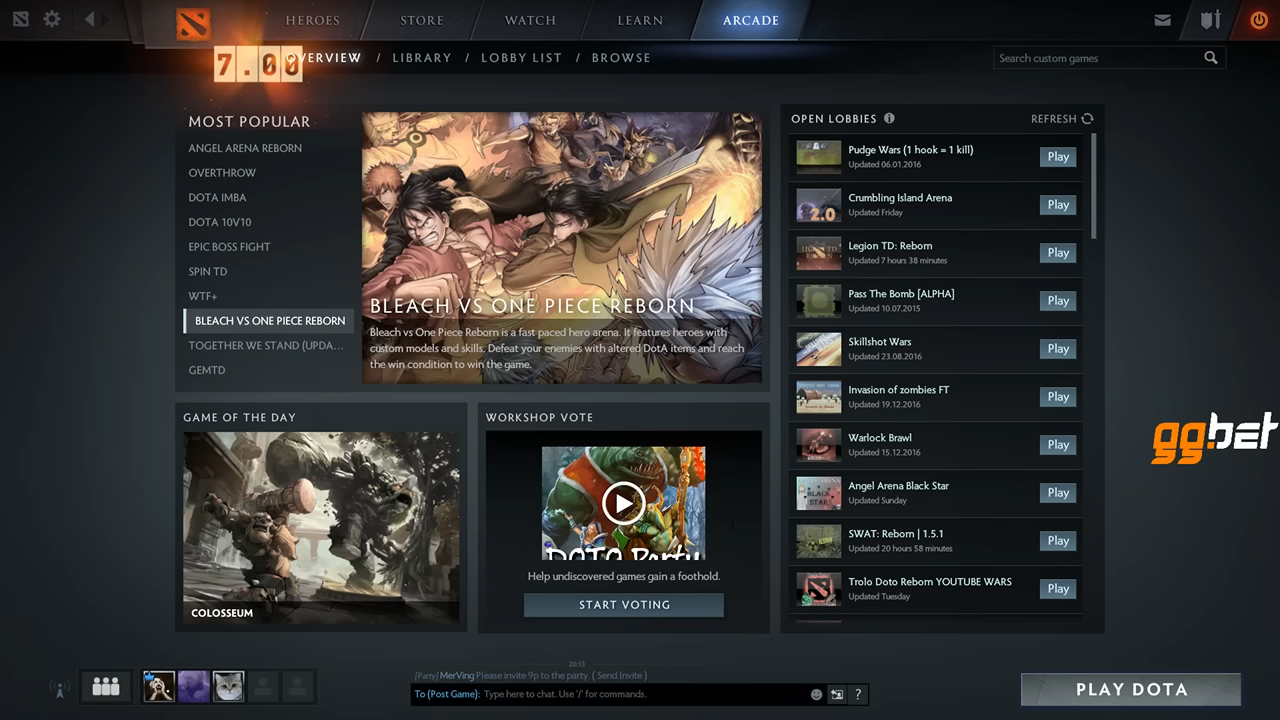 HEROES
STORE
WATCH
LEARN
ARCADE
7.00
OVERVIEW / LIBRARY / LOBBY LIST / BROWSE
Search custom games
MOST POPULAR
ANGEL ARENA REBORN
OVERTHROW
DOTA IMBA
DOTA 10V10
EPIC BOSS FIGHT
SPIN TD
WTF+
BLEACH VS ONE PIECE REBORN
TOGETHER WE STAND (UPDA...
GEMTD
BLEACH VS ONE PIECE REBORN
Bleach vs One Piece Reborn is a fast paced hero arena. It features heroes with
custom models and skills. Defeat your enemies with altered DotA items and reach
the win condition to win the game.
OPEN LOBBIES
REFRESH
Pudge Wars (1 hook = 1 kill)
Updated 06.01.2016
Play
2.0
Crumbling Island Arena
Updated Friday
Play
Legion TD: Reborn
Updated 7 hours 38 minutes
Play
Pass The Bomb [ALPHA]
Updated 10.07.2015
Play
Skillshot Wars
Updated 23.08.2016
Play
Invasion of zombies FT
Updated 19.12.2016
Play
Warlock Brawl
Updated 15.12.2016
Play
BLACK
STAR
Angel Arena Black Star
Updated Sunday
Play
SWAT: Reborn | 1.5.1
Updated 20 hours 58 minutes
Play
Trolo Doto Reborn YOUTUBE WARS
Updated Tuesday
Play
GAME OF THE DAY
COLOSSEUM
WORKSHOP VOTE
DOTA Party
Help undiscovered games gain a foothold.
START VOTING
gg.bet
20:13
[Party] MerVing Please invite 9p to the party. ( Send Invite )
To (Post Game): Type here to chat. Use '/' for commands.
?
PLAY DOTA